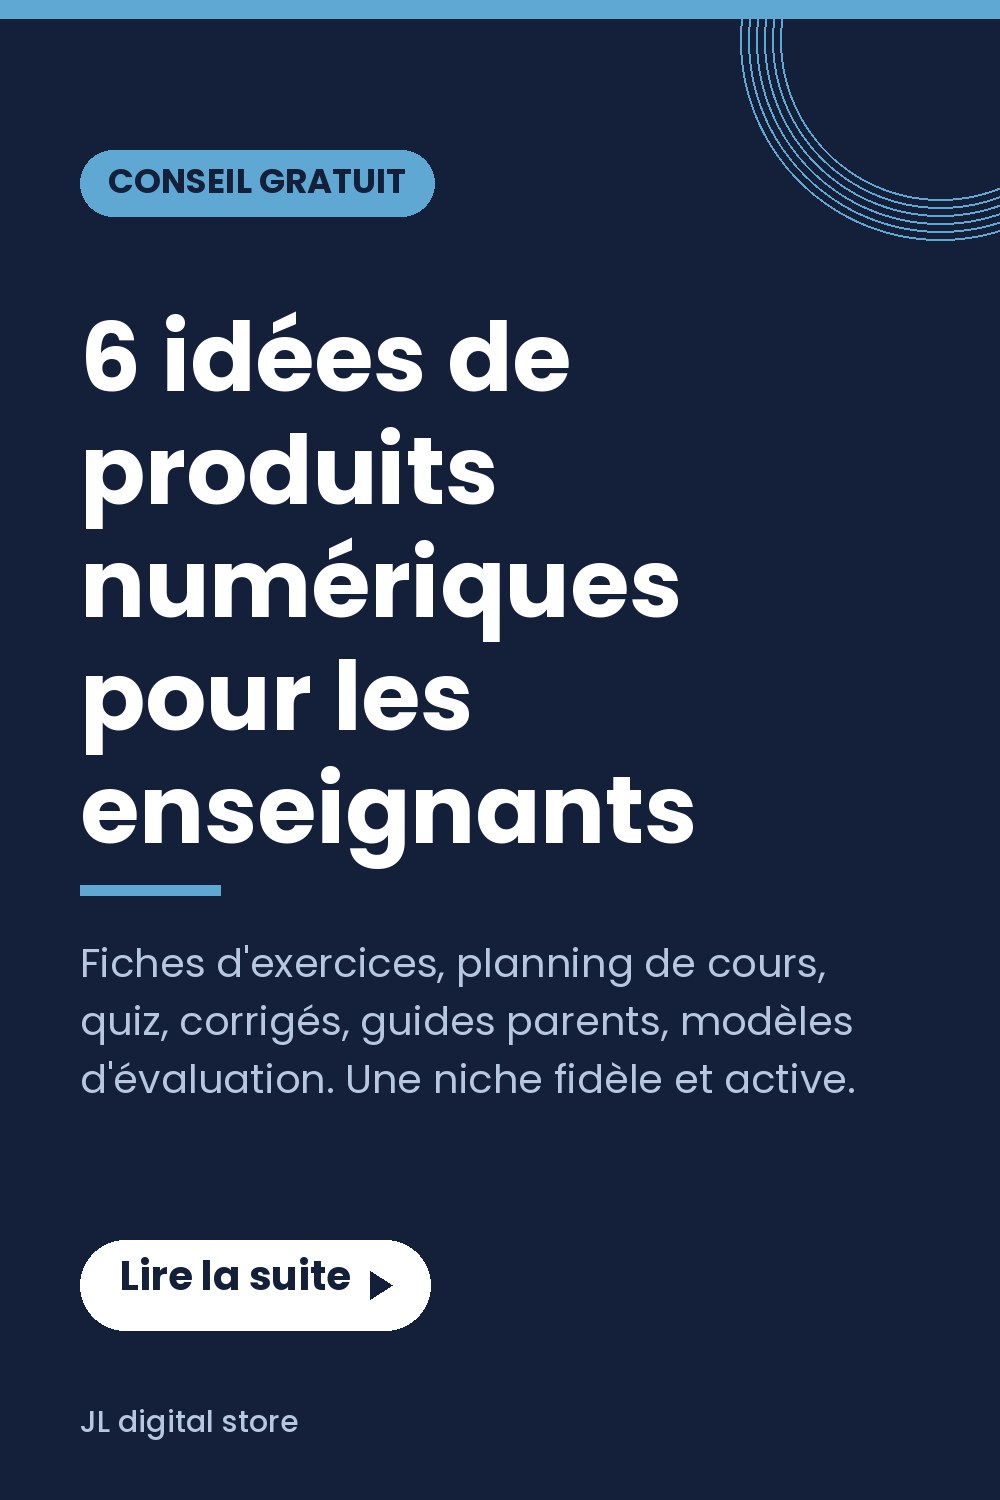 CONSEIL GRATUIT
6 idées de
produits
numériques
pour les
enseignants
Fiches d'exercices, planning de cours,
quiz, corrigés, guides parents, modèles
d'évaluation. Une niche fidèle et active.
Lire la suite
JL digital store